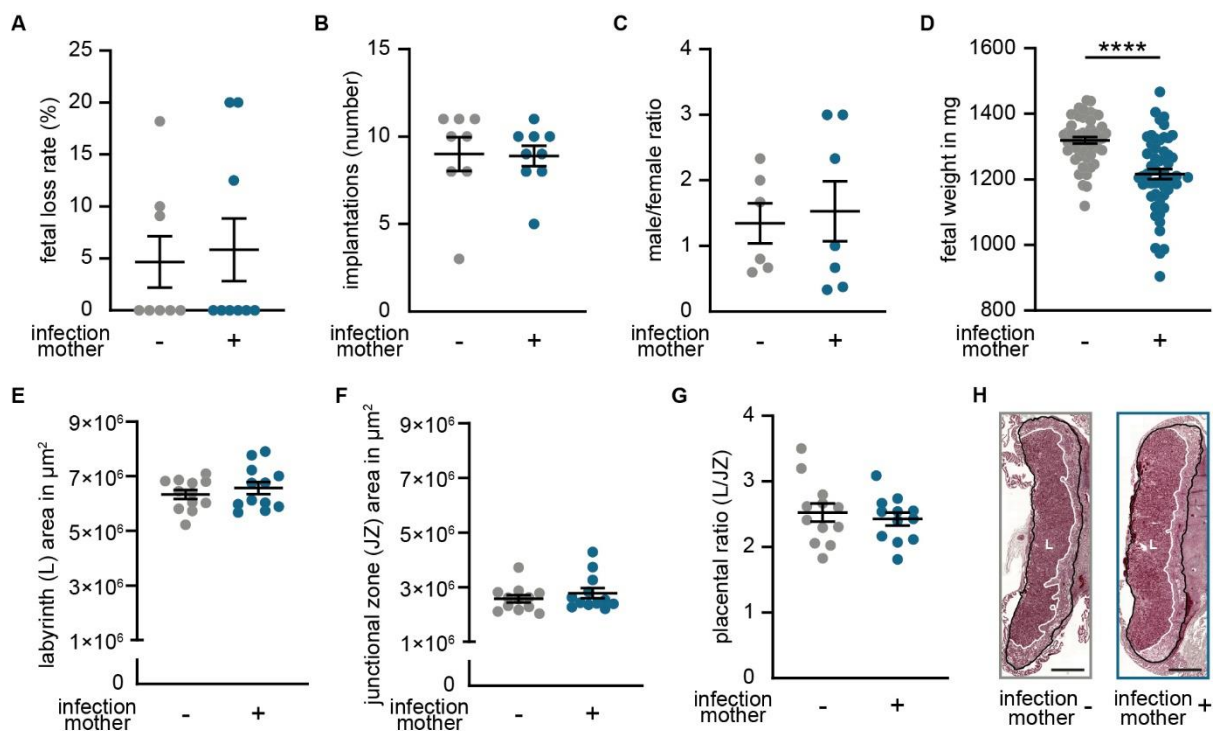 A
fetal loss rate (%)
25
20
15
10
5
0
infection
mother
-
+
B
implantations (number)
15
10
5
0
infection
mother
-
+
C
male/female ratio
4
3
2
1
0
infection
mother
-
+
D
fetal weight in mg
1600
1400
1200
1000
800
****
infection
mother
-
+
E
labyrinth (L) area in µm²
9×10⁶
7×10⁶
5×10⁶
3×10⁶
1×10⁶
0
infection
mother
-
+
F
junctional zone (JZ) area in µm²
9×10⁶
7×10⁶
5×10⁶
3×10⁶
1×10⁶
0
infection
mother
-
+
G
placental ratio (L/JZ)
4
3
2
1
0
infection
mother
-
+
H
L
L
infection
mother -
infection
mother +